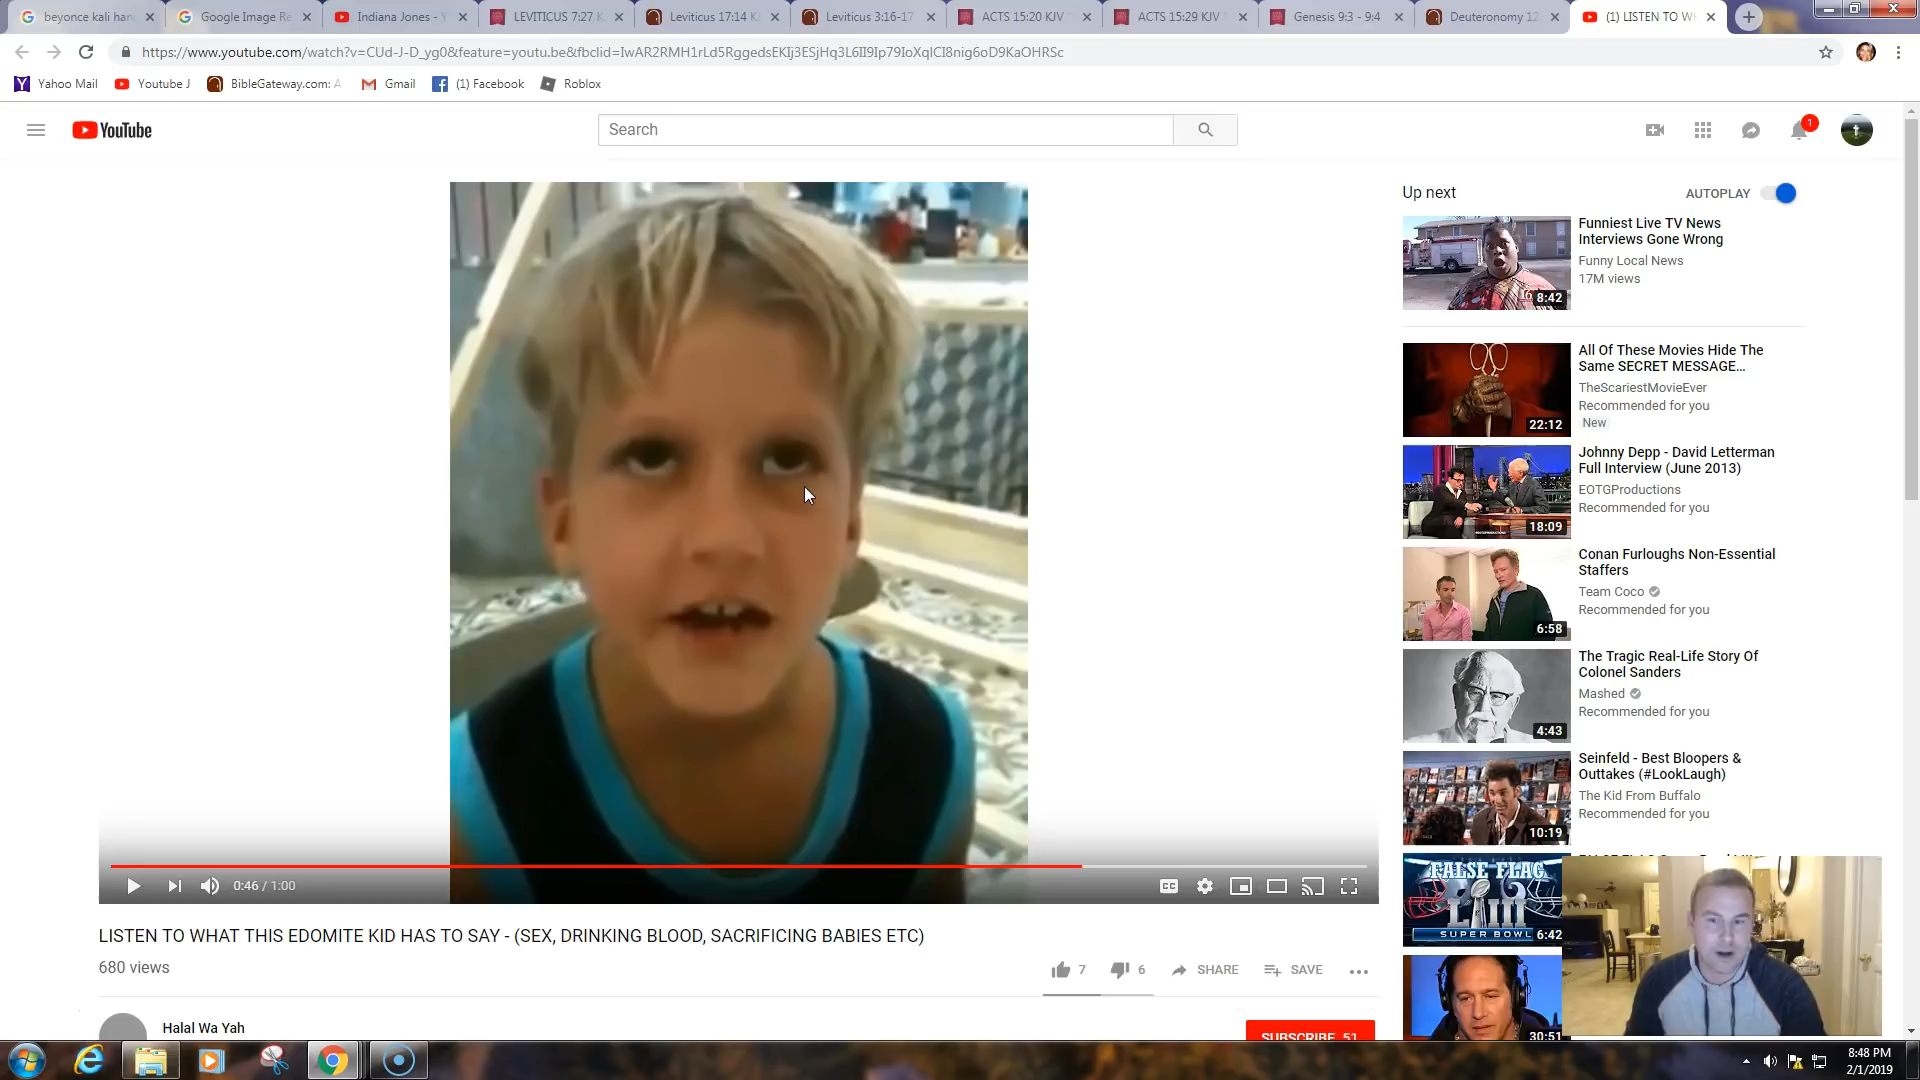 beyonce kali han
Google Image Re
Indiana Jones - Y
LEVITICUS 7:27 K
Leviticus 17:14 KJ
Leviticus 3:16-17
ACTS 15:20 KJV
ACTS 15:29 KJV
Genesis 9:3 - 9:4
Deuteronomy 12
(1) LISTEN TO W
https://www.youtube.com/watch?v=CUd-J-D_yg0&feature=youtu.be&fbclid=IwAR2RMH1rLd5RggedsEKIj3ESjHq3L6II9Ip79IoXqlCI8nig6oD9KaOHRSc
Yahoo Mail
Youtube J
BibleGateway.com: A
Gmail
(1) Facebook
Roblox
YouTube
Search
1
Up next
AUTOPLAY
Funniest Live TV News
Interviews Gone Wrong
Funny Local News
17M views
8:42
All Of These Movies Hide The
Same SECRET MESSAGE...
TheScariestMovieEver
Recommended for you
New
22:12
Johnny Depp - David Letterman
Full Interview (June 2013)
EOTGProductions
Recommended for you
18:09
Conan Furloughs Non-Essential
Staffers
Team Coco
Recommended for you
6:58
The Tragic Real-Life Story Of
Colonel Sanders
Mashed
Recommended for you
4:43
Seinfeld - Best Bloopers &
Outtakes (#LookLaugh)
The Kid From Buffalo
Recommended for you
10:19
FALSE FLAG
LIII
SUPER BOWL
6:42
30:51
0:46 / 1:00
CC
LISTEN TO WHAT THIS EDOMITE KID HAS TO SAY - (SEX, DRINKING BLOOD, SACRIFICING BABIES ETC)
680 views
7
6
SHARE
SAVE
Halal Wa Yah
SUBSCRIBE 51
8:48 PM
2/1/2019